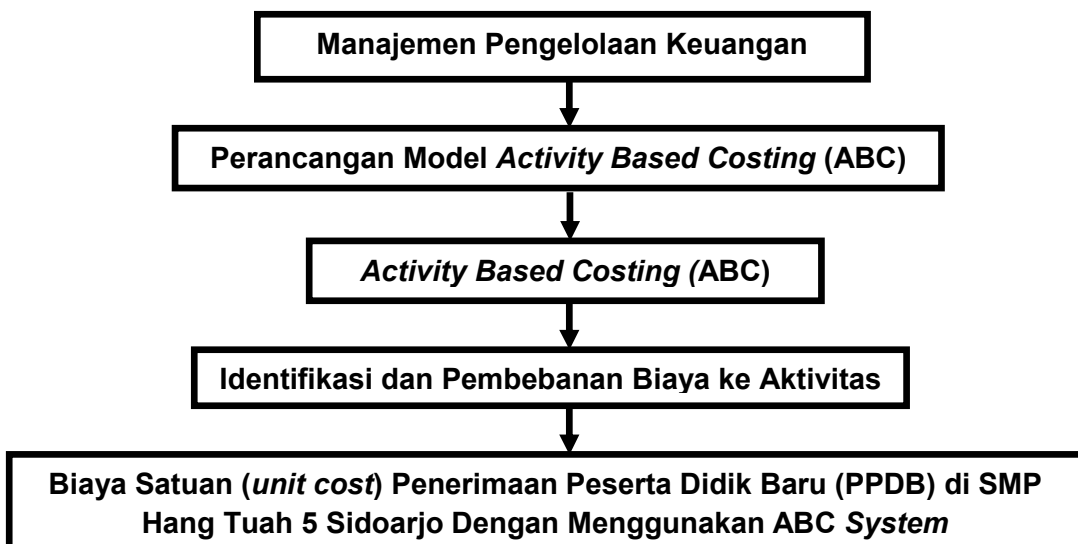 Manajemen Pengelolaan Keuangan
Perancangan Model Activity Based Costing (ABC)
Activity Based Costing (ABC)
Identifikasi dan Pembebanan Biaya ke Aktivitas
Biaya Satuan (unit cost) Penerimaan Peserta Didik Baru (PPDB) di SMP
Hang Tuah 5 Sidoarjo Dengan Menggunakan ABC System